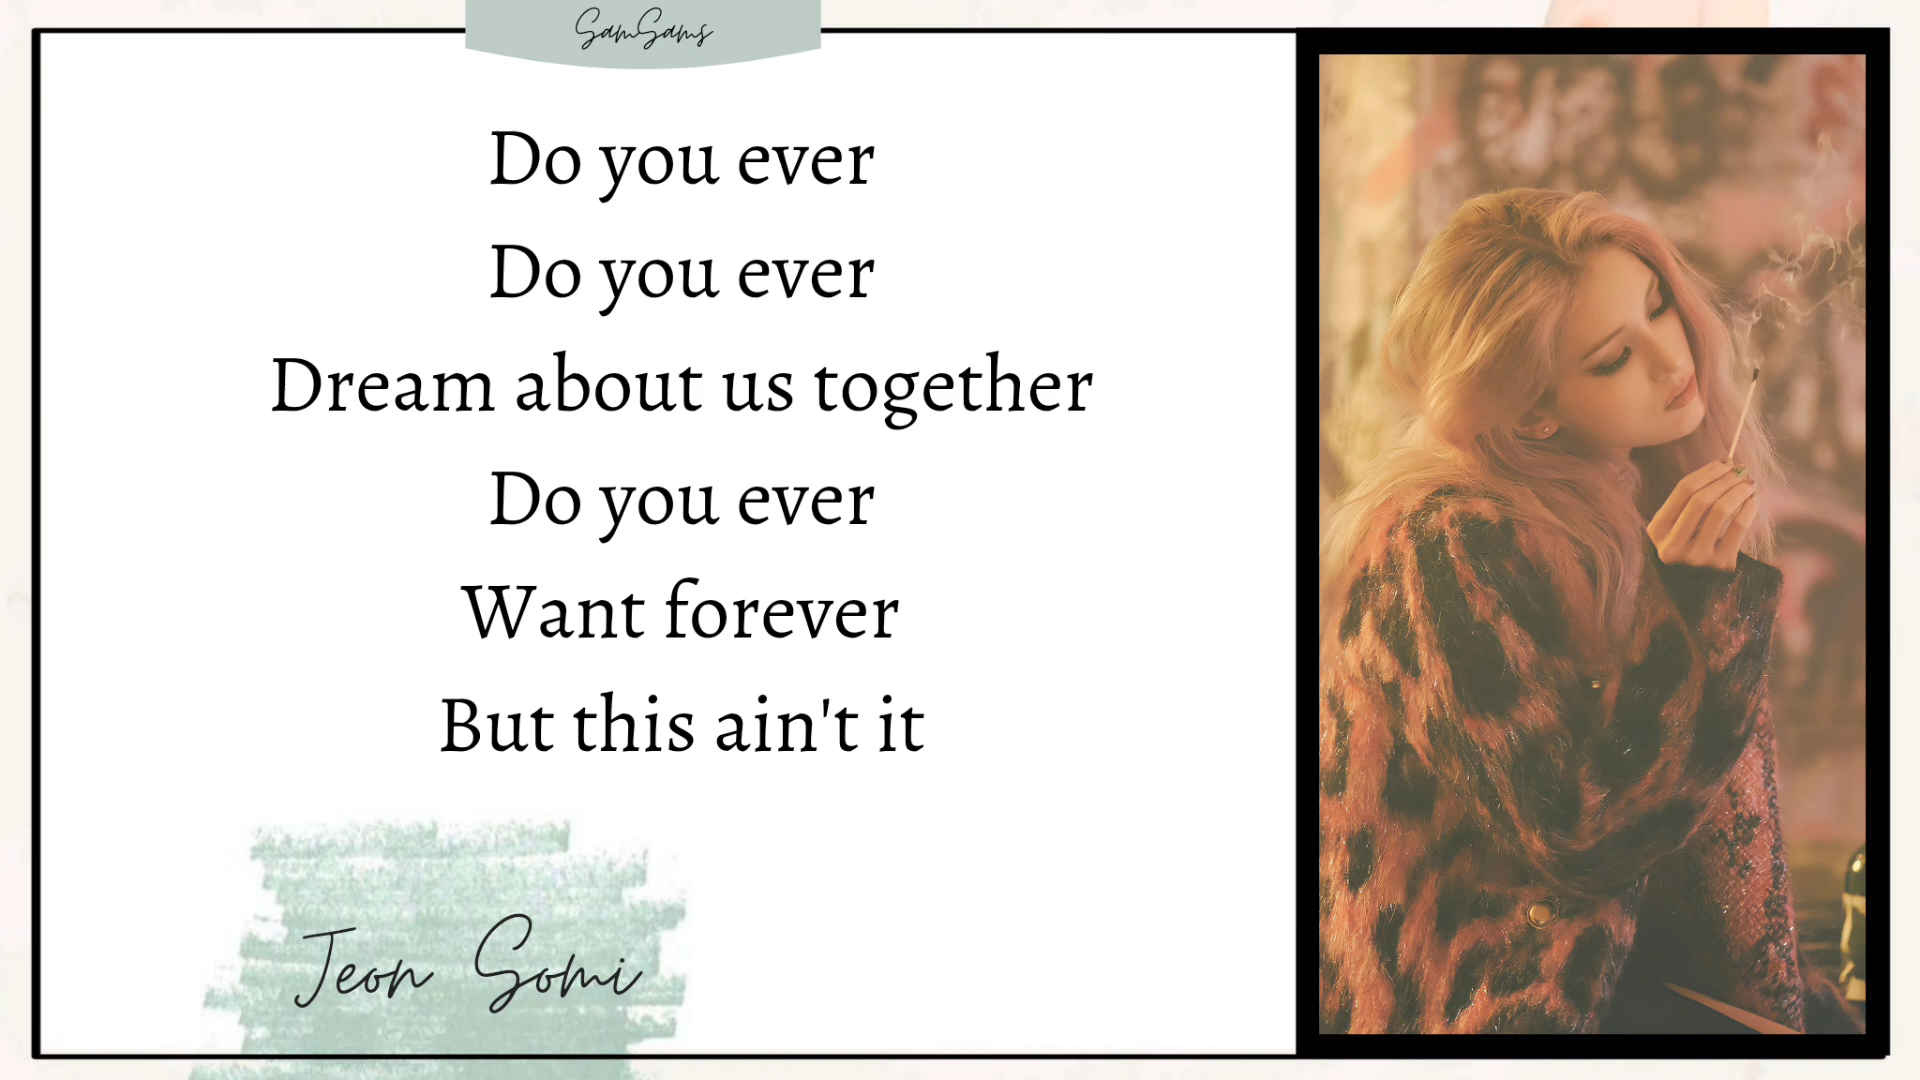 SamSams
Do you ever
Do you ever
Dream about us together
Do you ever
Want forever
But this ain't it
Jeon Somi